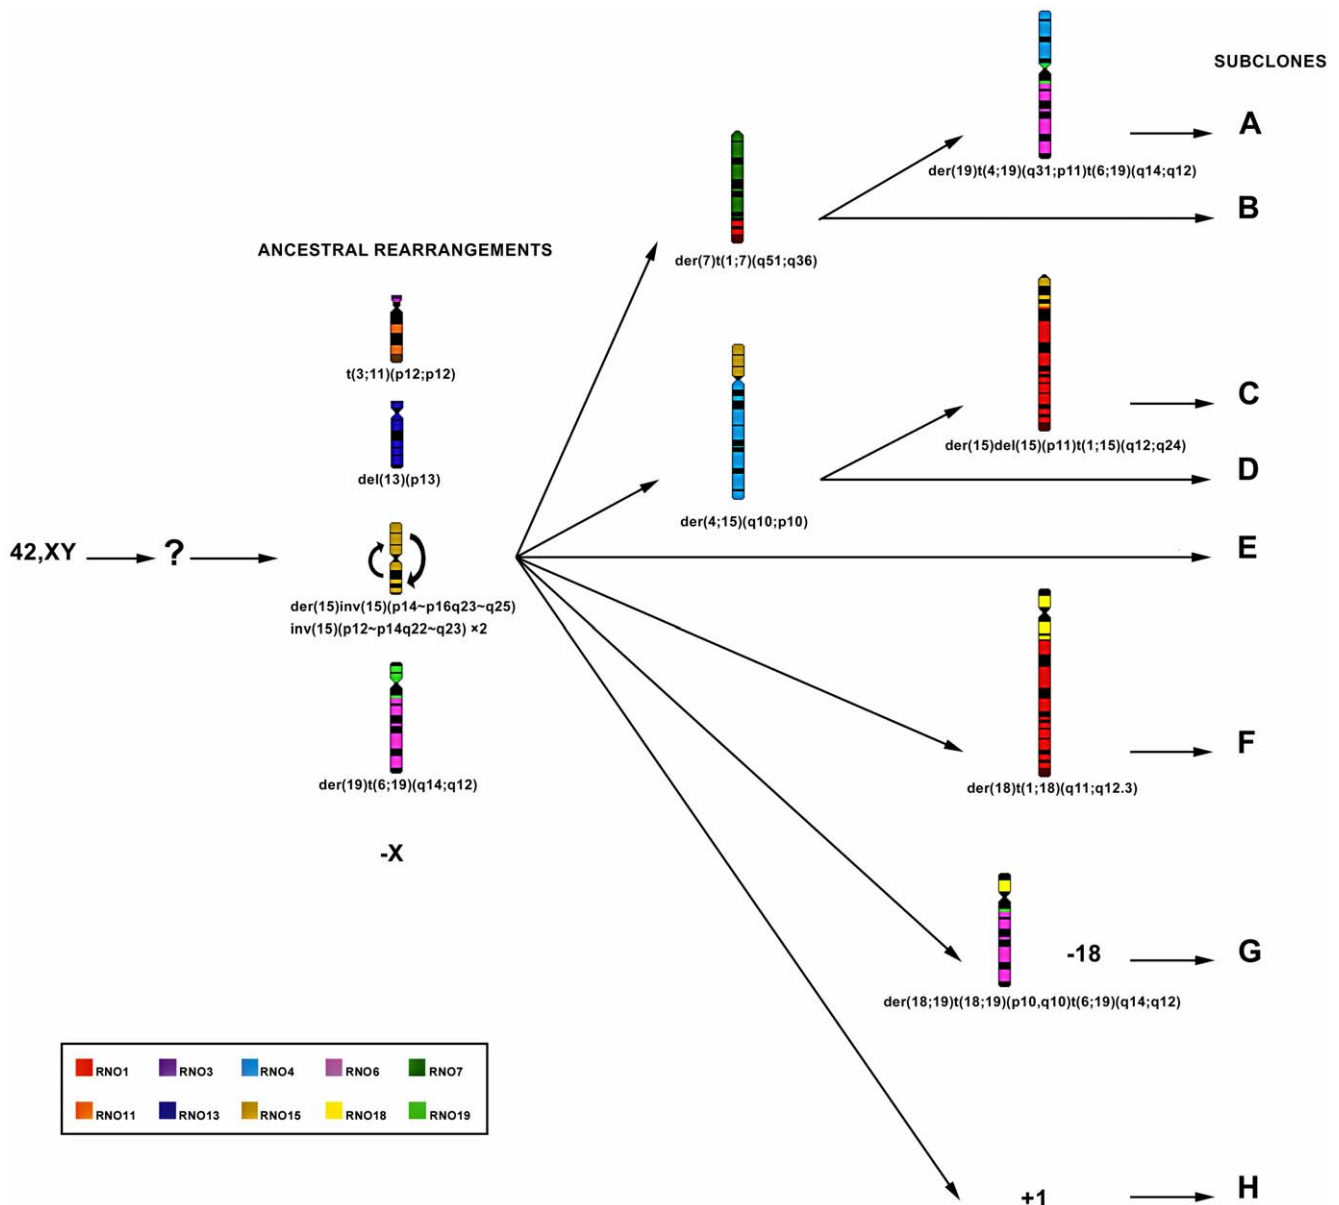 SUBCLONES
A
der(19)t(4;19)(q31;p11)t(6;19)(q14;q12)
B
ANCESTRAL REARRANGEMENTS
der(7)t(1;7)(q51;q36)
t(3;11)(p12;p12)
C
der(15)del(15)(p11)t(1;15)(q12;q24)
del(13)(p13)
D
der(4;15)(q10;p10)
42,XY
?
E
der(15)inv(15)(p14~p16q23~q25)
inv(15)(p12~p14q22~q23) ×2
F
der(19)t(6;19)(q14;q12)
der(18)t(1;18)(q11;q12.3)
-X
-18
G
der(18;19)t(18;19)(p10,q10)t(6;19)(q14;q12)
RNO1 RNO3 RNO4 RNO6 RNO7
RNO11 RNO13 RNO15 RNO18 RNO19
+1
H